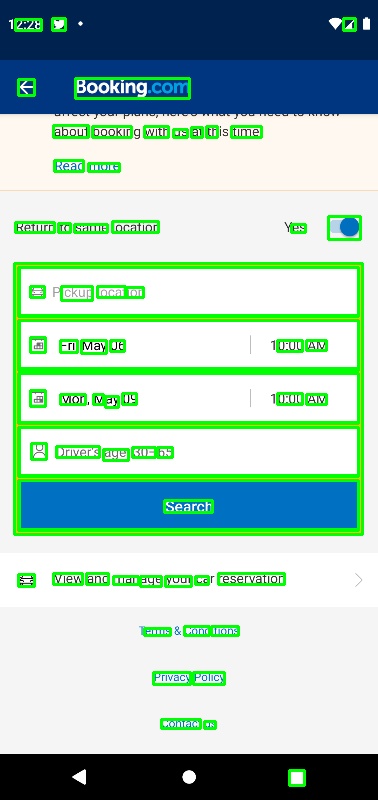 12:28
Booking.com
affect your plans, here's what you need to know
about booking with us at this time.
Read more
Return to same location Yes
Pickup location
Fri, May 06 10:00 AM
Mon, May 09 10:00 AM
Driver's age: 30-65
Search
View and manage your car reservation
Terms & Conditions
Privacy Policy
Contact us